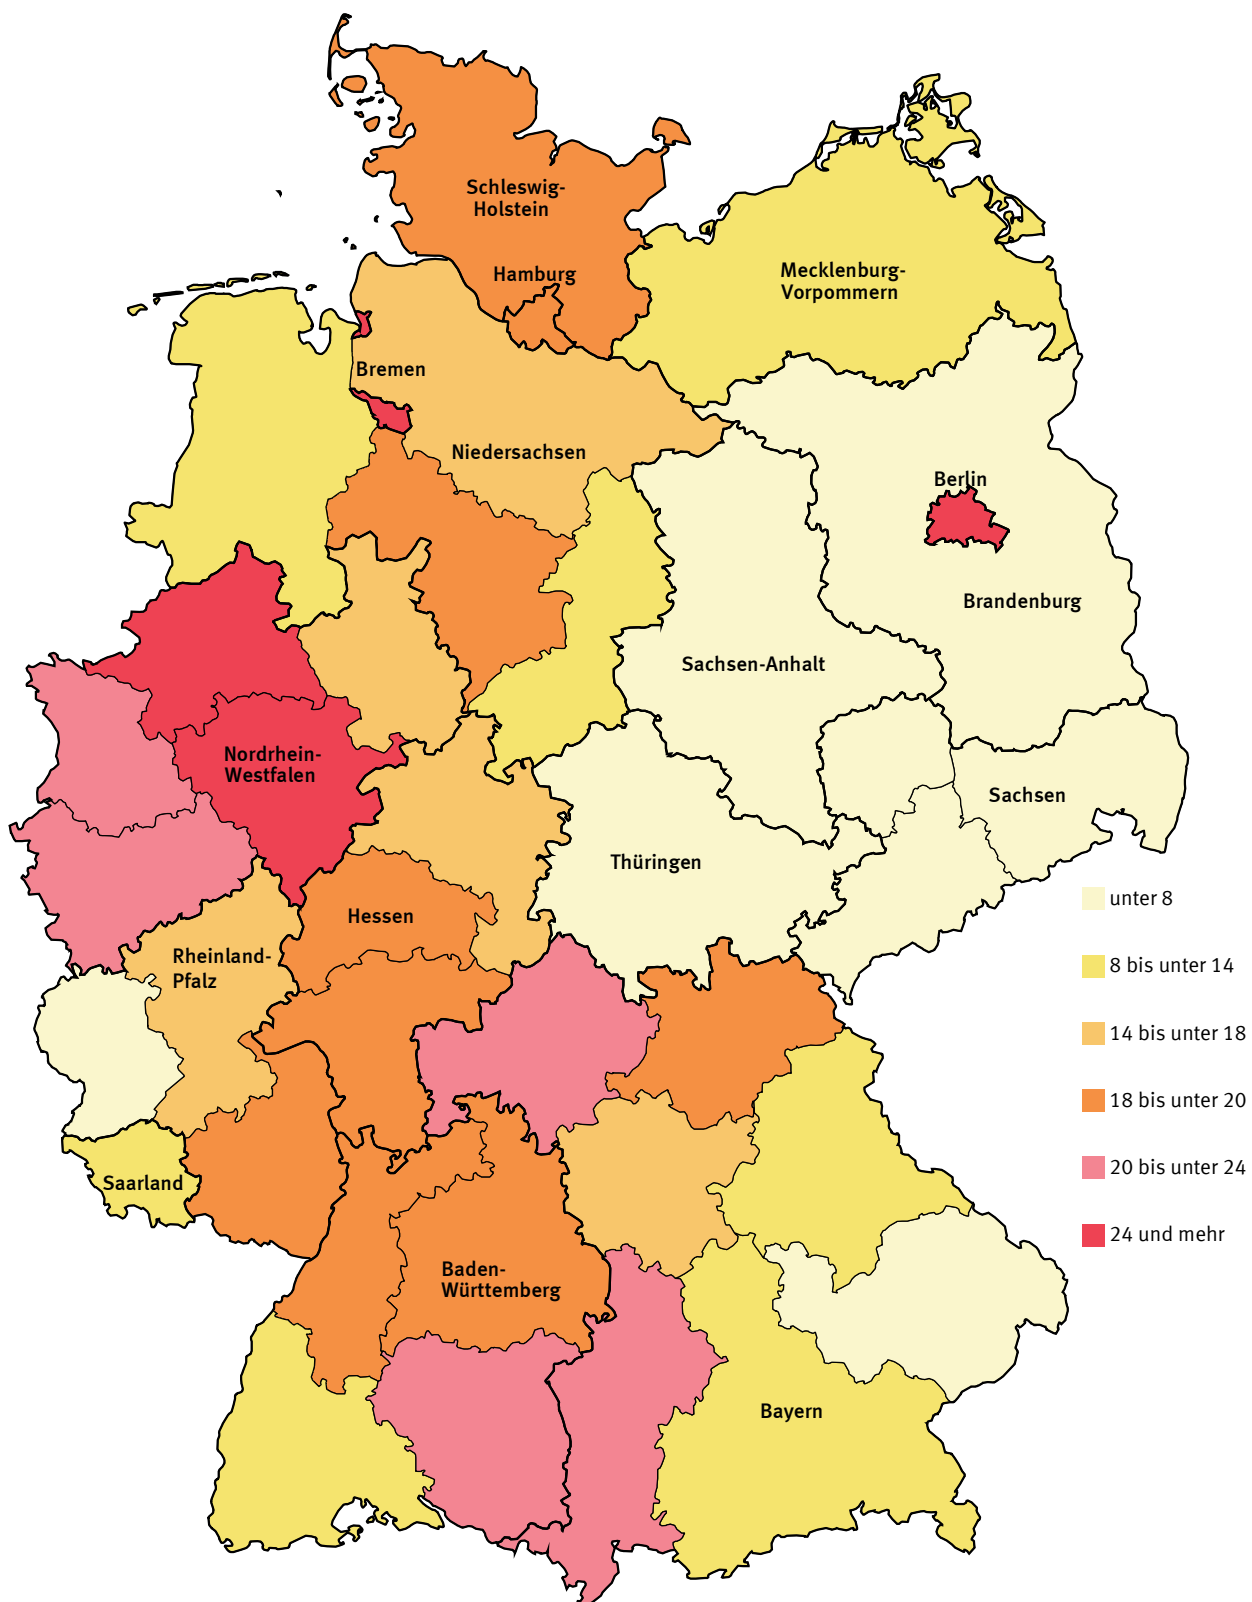 Schleswig-
Holstein
Hamburg
Mecklenburg-
Vorpommern
Bremen
Niedersachsen
Berlin
Brandenburg
Sachsen-Anhalt
Nordrhein-
Westfalen
Sachsen
Thüringen
Hessen
Rheinland-
Pfalz
Saarland
Baden-
Württemberg
Bayern
unter 8
8 bis unter 14
14 bis unter 18
18 bis unter 20
20 bis unter 24
24 und mehr